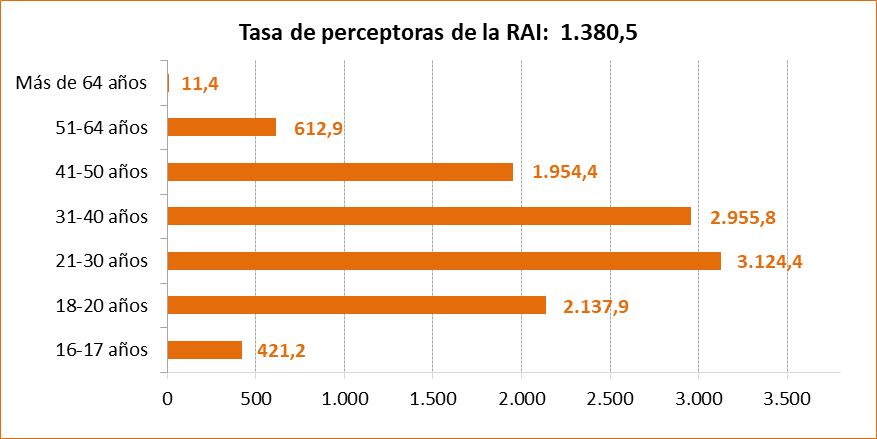 Tasa de perceptoras de la RAI:  1.380,5
Más de 64 años 11,4
51-64 años 612,9
41-50 años 1.954,4
31-40 años 2.955,8
21-30 años 3.124,4
18-20 años 2.137,9
16-17 años 421,2
0 500 1.000 1.500 2.000 2.500 3.000 3.500